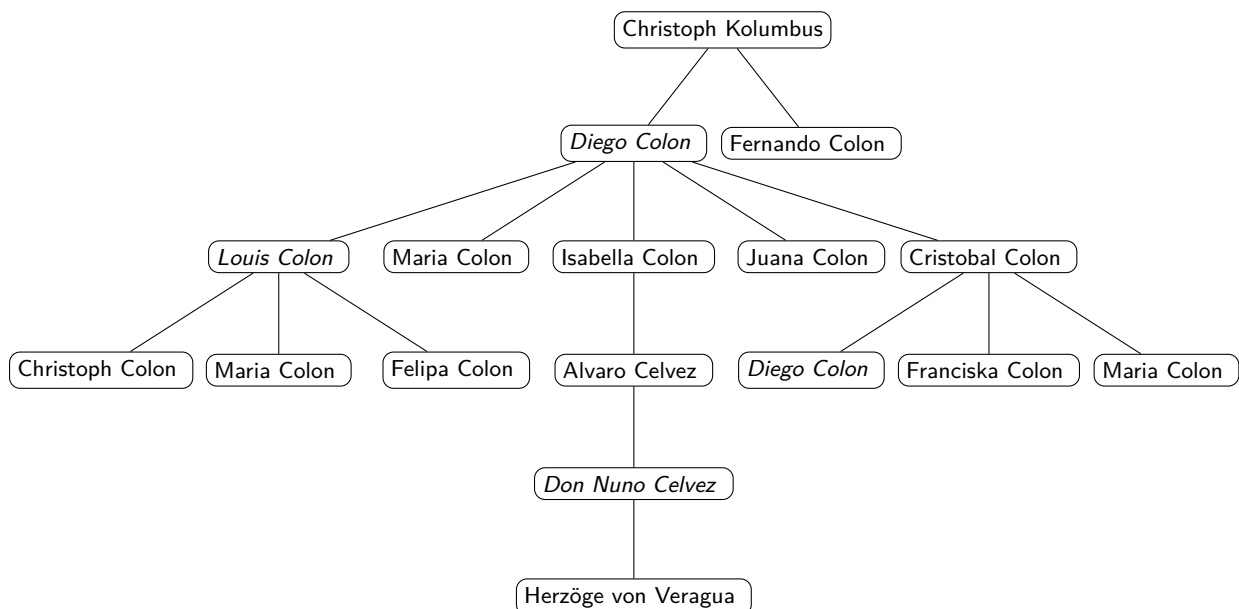 Christoph Kolumbus
Diego Colon
Fernando Colon
Louis Colon
Maria Colon
Isabella Colon
Juana Colon
Cristobal Colon
Christoph Colon
Maria Colon
Felipa Colon
Alvaro Celvez
Diego Colon
Franciska Colon
Maria Colon
Don Nuno Celvez
Herzöge von Veragua